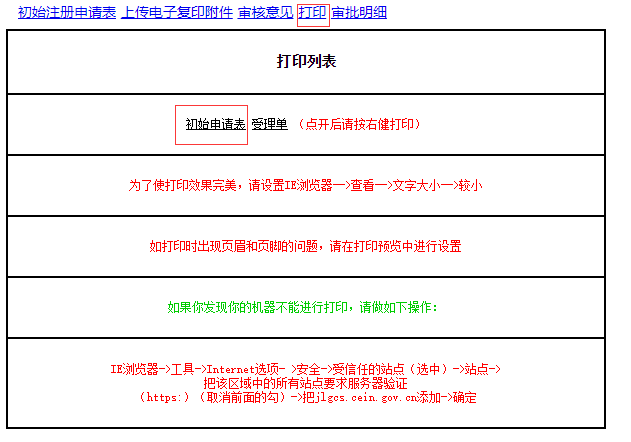 初始注册申请表 上传电子复印附件 审核意见 打印 审批明细
打印列表
初始申请表 受理单 （点开后请按右健打印）
为了使打印效果完美，请设置IE浏览器—>查看—>文字大小—>较小
如打印时出现页眉和页脚的问题，请在打印预览中进行设置
如果你发现你的机器不能进行打印，请做如下操作：
IE浏览器->工具->Internet选项- >安全->受信任的站点（选中）->站点->
把该区域中的所有站点要求服务器验证
（https:）（取消前面的勾）->把jlgcs.cein.gov.cn添加->确定